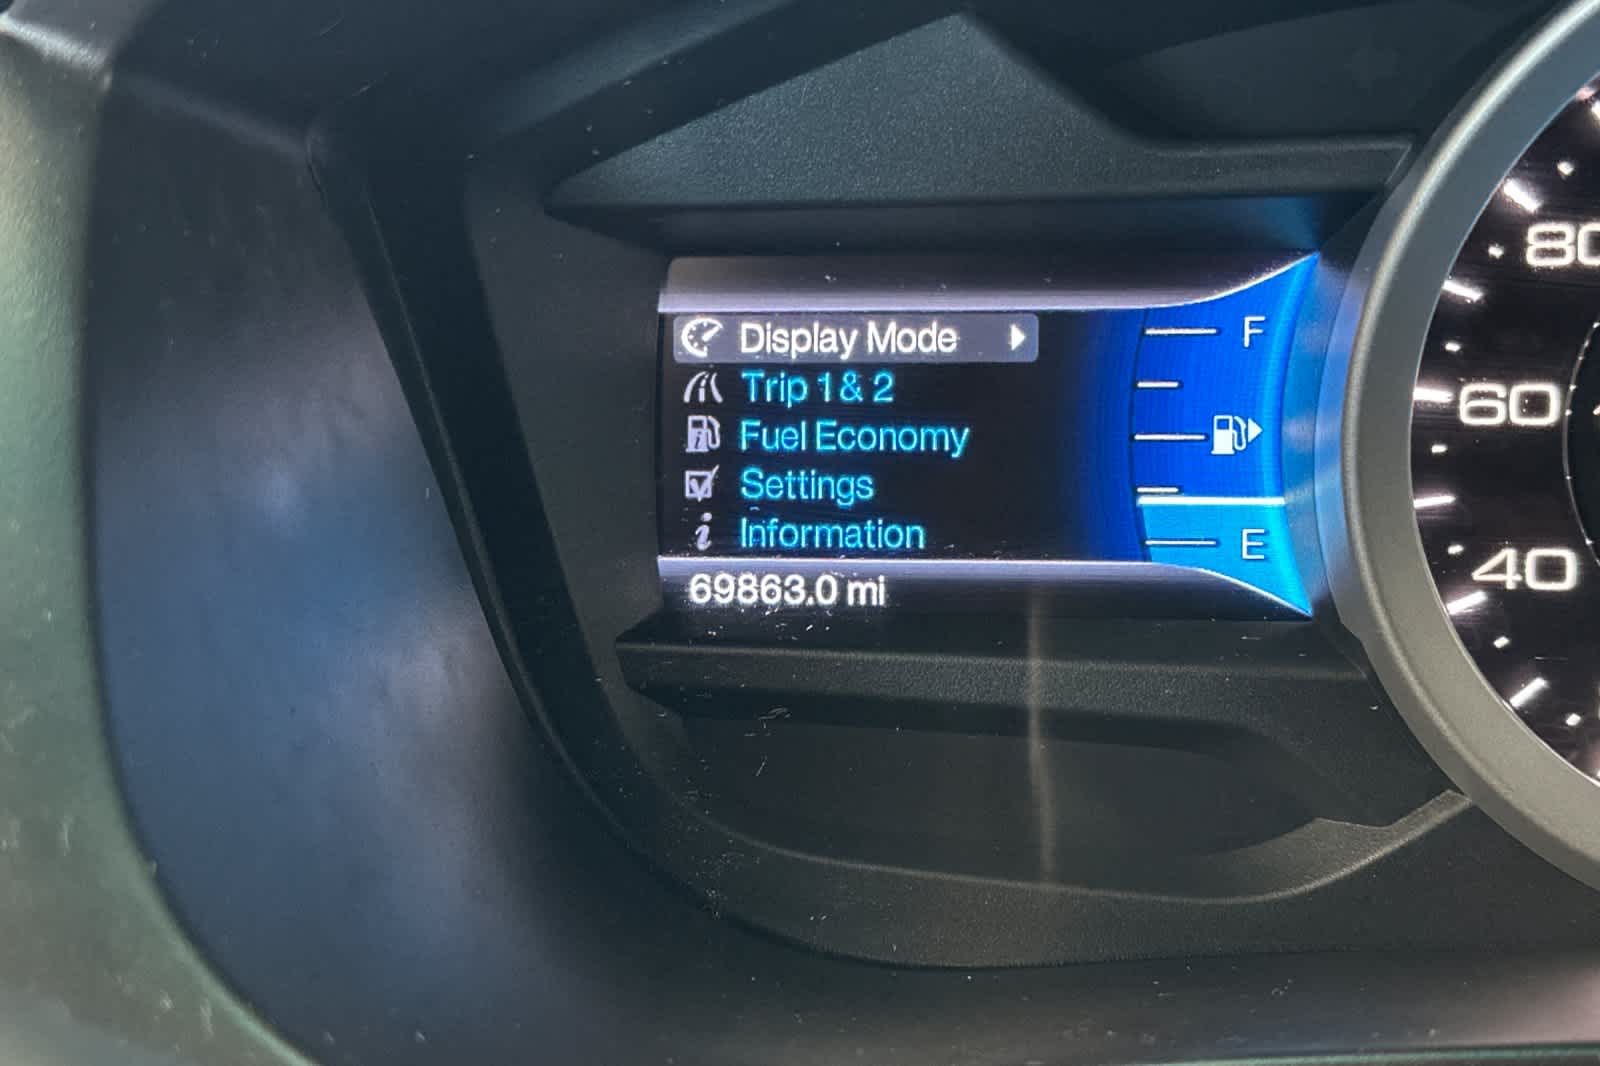 Display Mode
Trip 1 & 2
Fuel Economy
Settings
Information
69863.0 mi
F
E
80
60
40